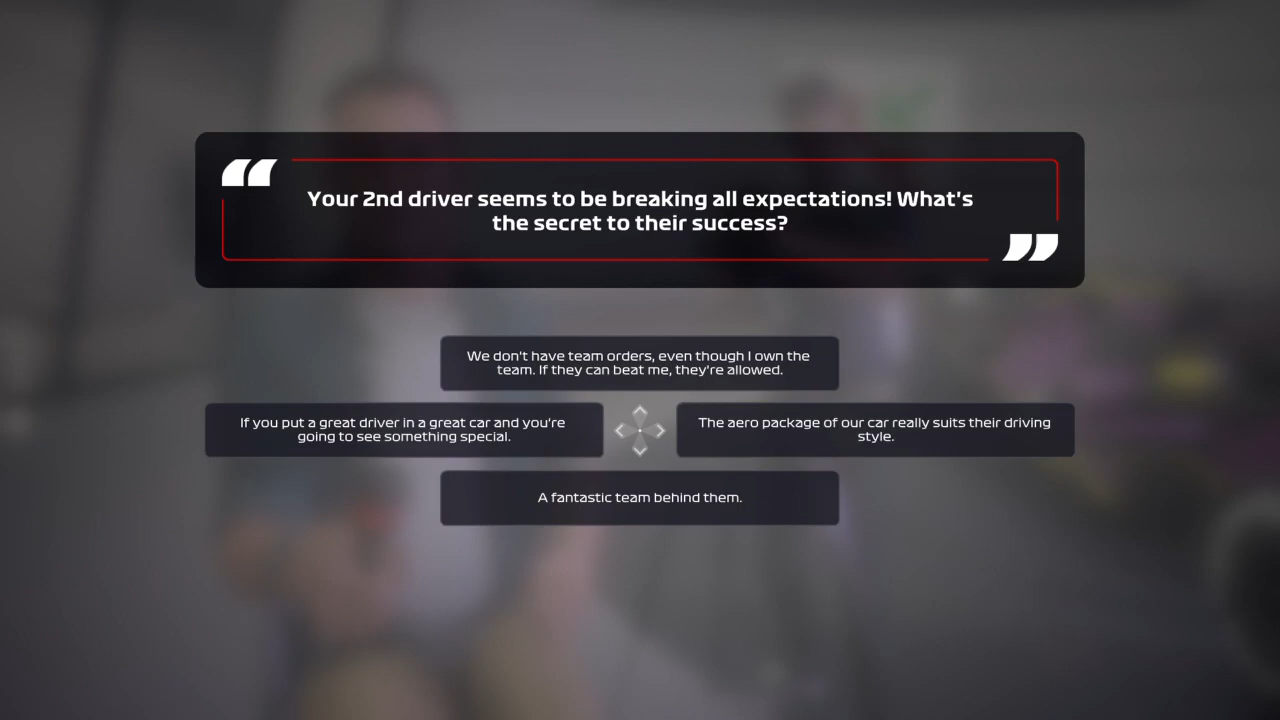 Your 2nd driver seems to be breaking all expectations! What's
the secret to their success?
We don't have team orders, even though I own the
team. If they can beat me, they're allowed.
If you put a great driver in a great car and you're
going to see something special.
The aero package of our car really suits their driving
style.
A fantastic team behind them.